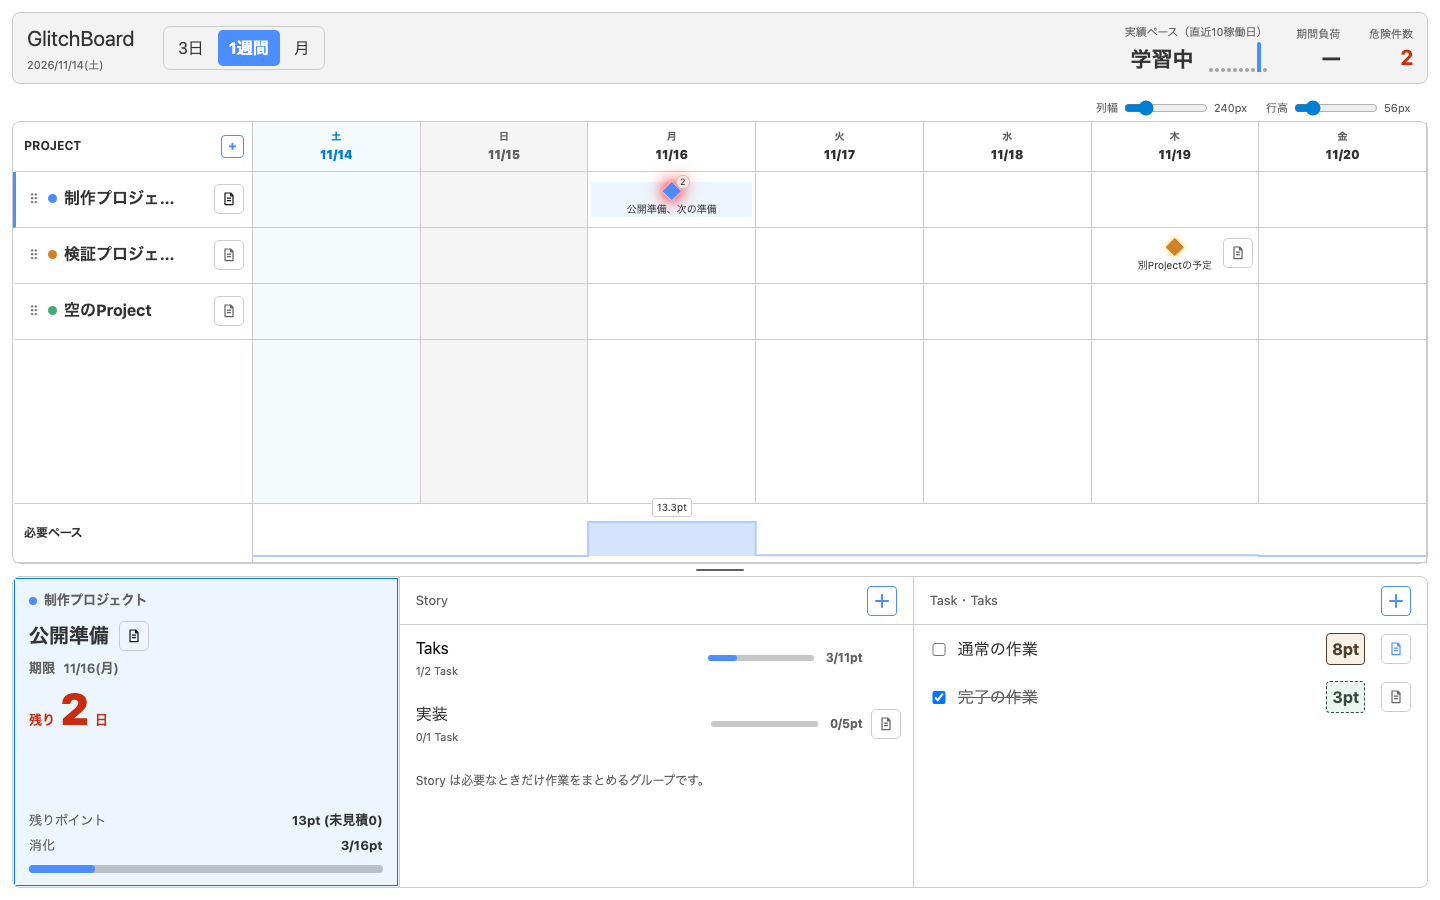 GlitchBoard
2026/11/14(土)
3日 1週間 月
実績ペース（直近10稼働日）
学習中
期間負荷
—
危険件数
2
列幅 240px 行高 56px
PROJECT +
土
11/14
日
11/15
月
11/16
火
11/17
水
11/18
木
11/19
金
11/20
制作プロジェ...
2
公開準備、次の準備
検証プロジェ...
別Projectの予定
空のProject
必要ペース
13.3pt
制作プロジェクト
公開準備
期限 11/16(月)
残り 2 日
残りポイント 13pt (未見積0)
消化 3/16pt
Story +
Taks
1/2 Task
3/11pt
実装
0/1 Task
0/5pt
Story は必要なときだけ作業をまとめるグループです。
Task・Taks +
通常の作業 8pt
完了の作業 3pt